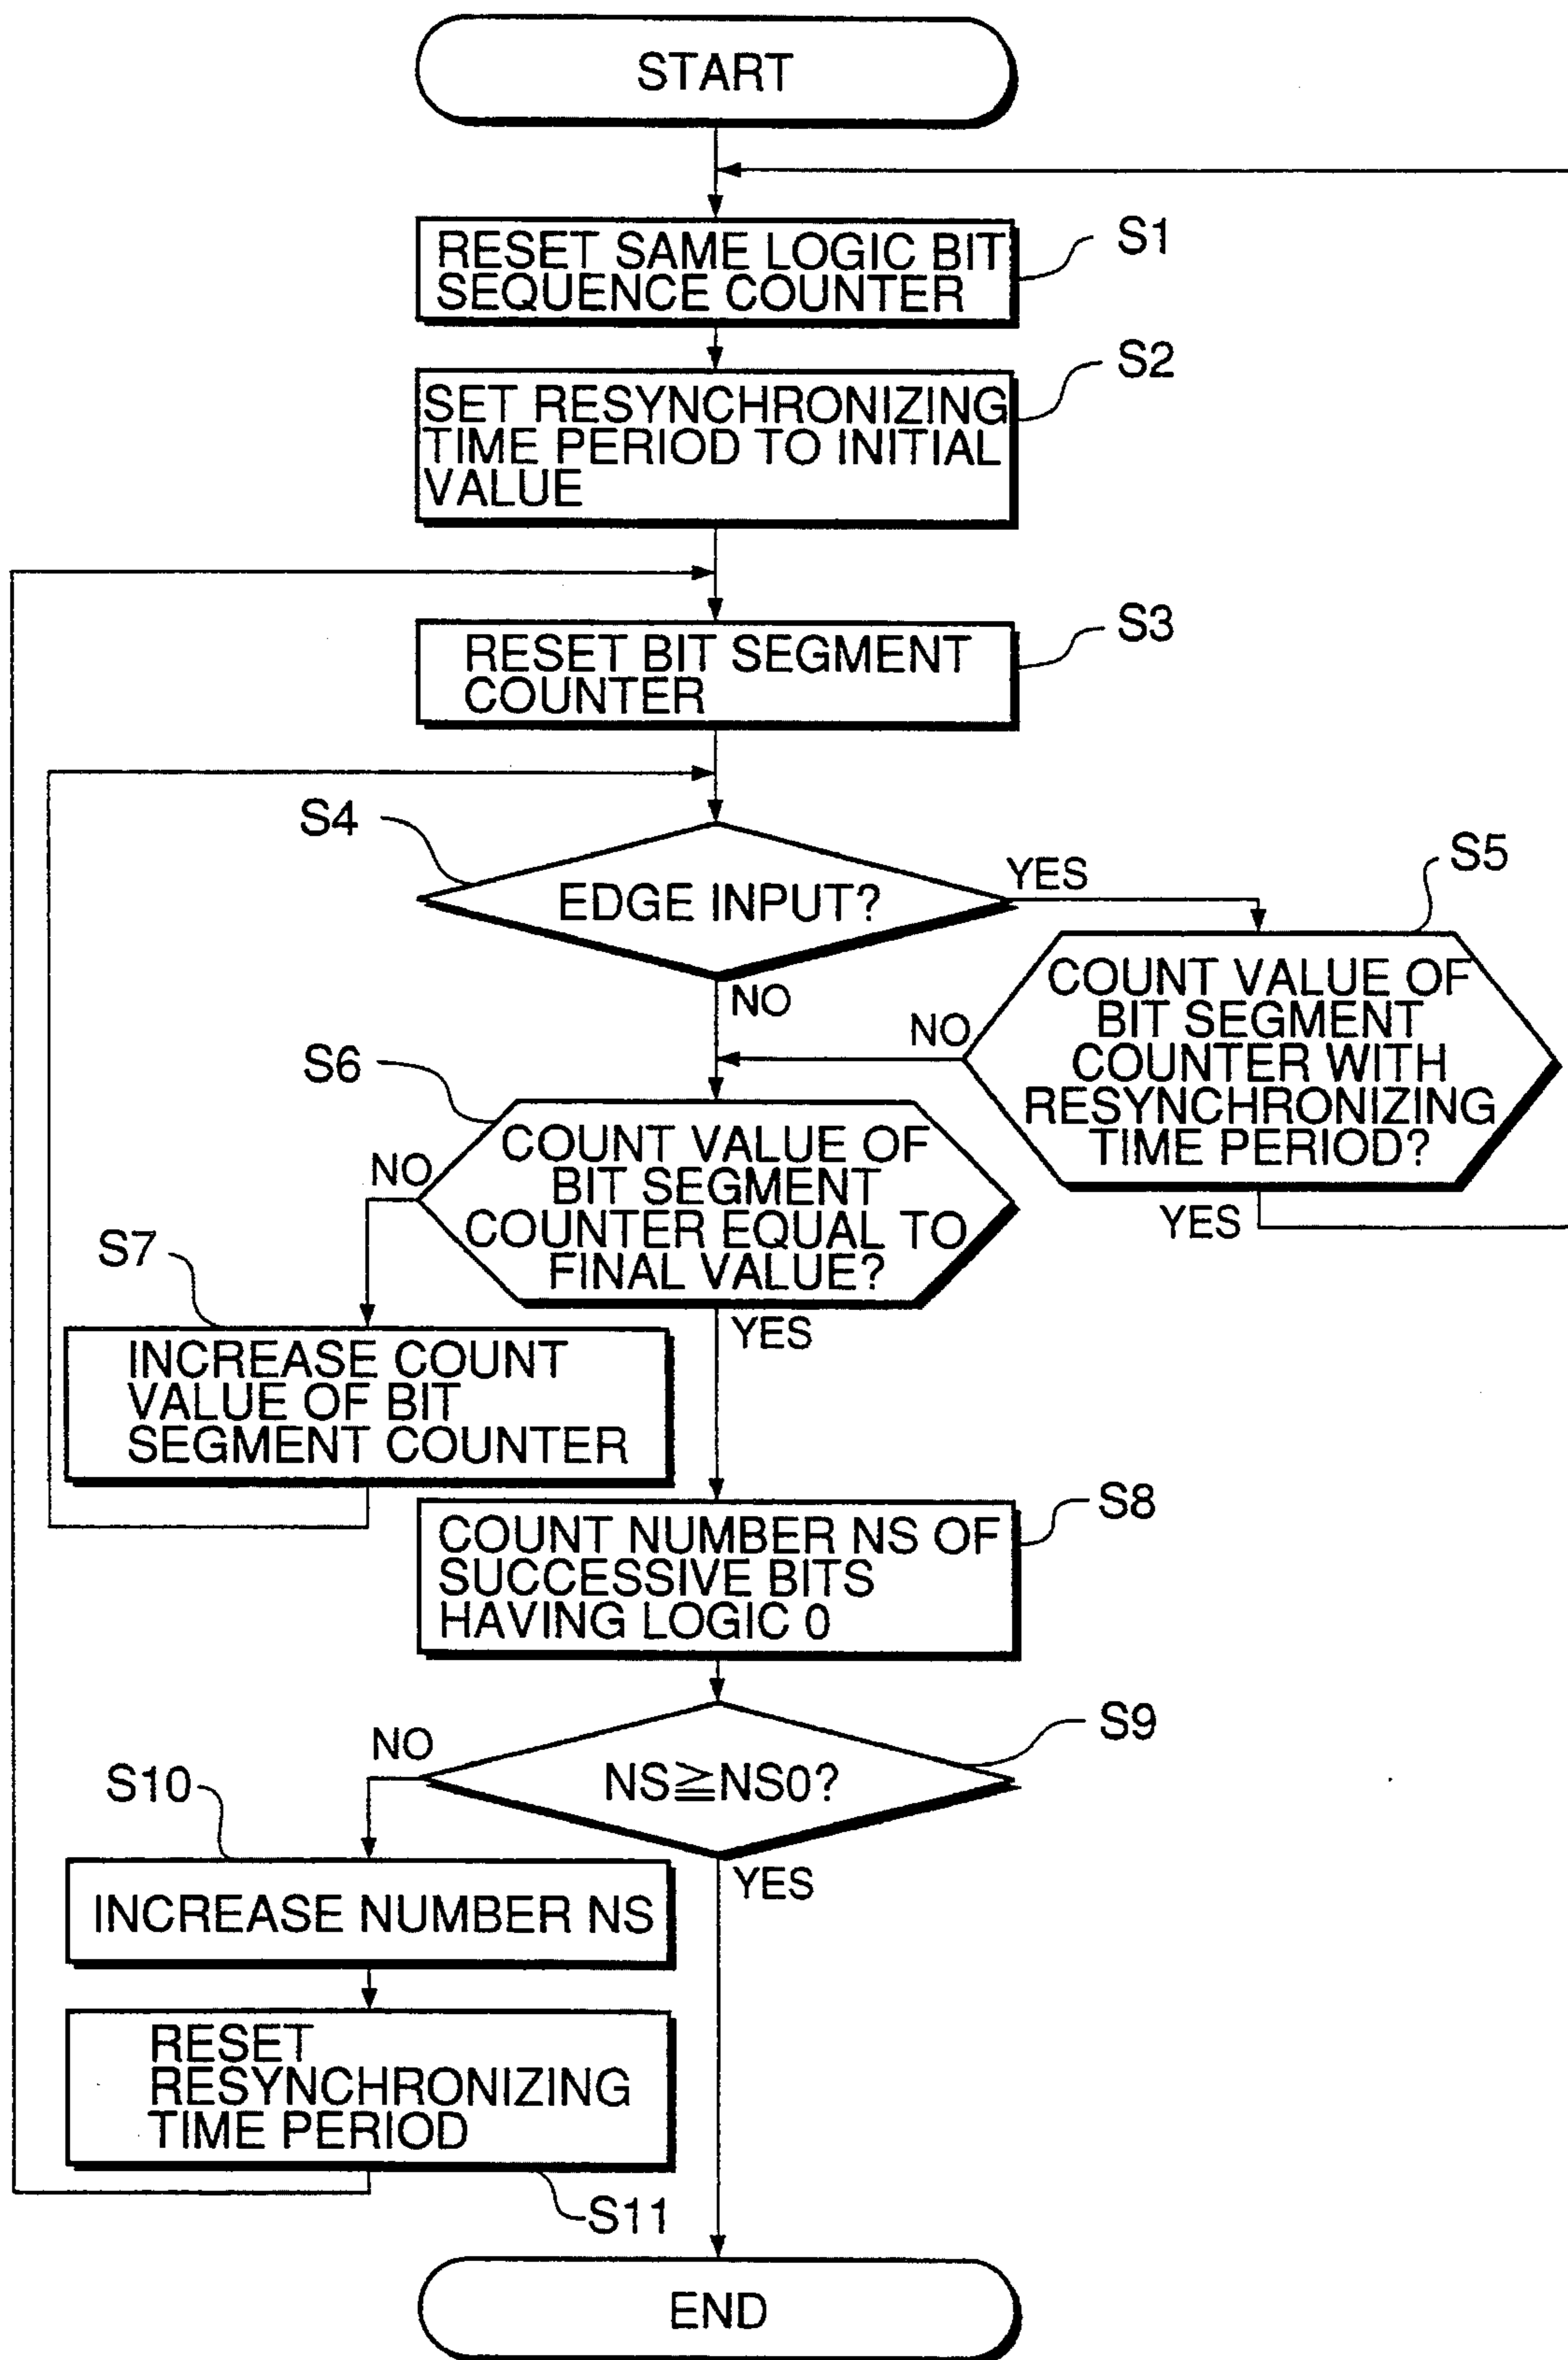 START
RESET SAME LOGIC BIT
SEQUENCE COUNTER
S1
SET RESYNCHRONIZING
TIME PERIOD TO INITIAL
VALUE
S2
RESET BIT SEGMENT
COUNTER
S3
S4
EDGE INPUT?
YES
NO
S5
COUNT VALUE OF
BIT SEGMENT
COUNTER WITH
RESYNCHRONIZING
TIME PERIOD?
NO
YES
S6
COUNT VALUE OF
BIT SEGMENT
COUNTER EQUAL TO
FINAL VALUE?
NO
YES
S7
INCREASE COUNT
VALUE OF BIT
SEGMENT COUNTER
S8
COUNT NUMBER NS OF
SUCCESSIVE BITS
HAVING LOGIC 0
S9
NS≧NS0?
NO
YES
S10
INCREASE NUMBER NS
RESET
RESYNCHRONIZING
TIME PERIOD
S11
END